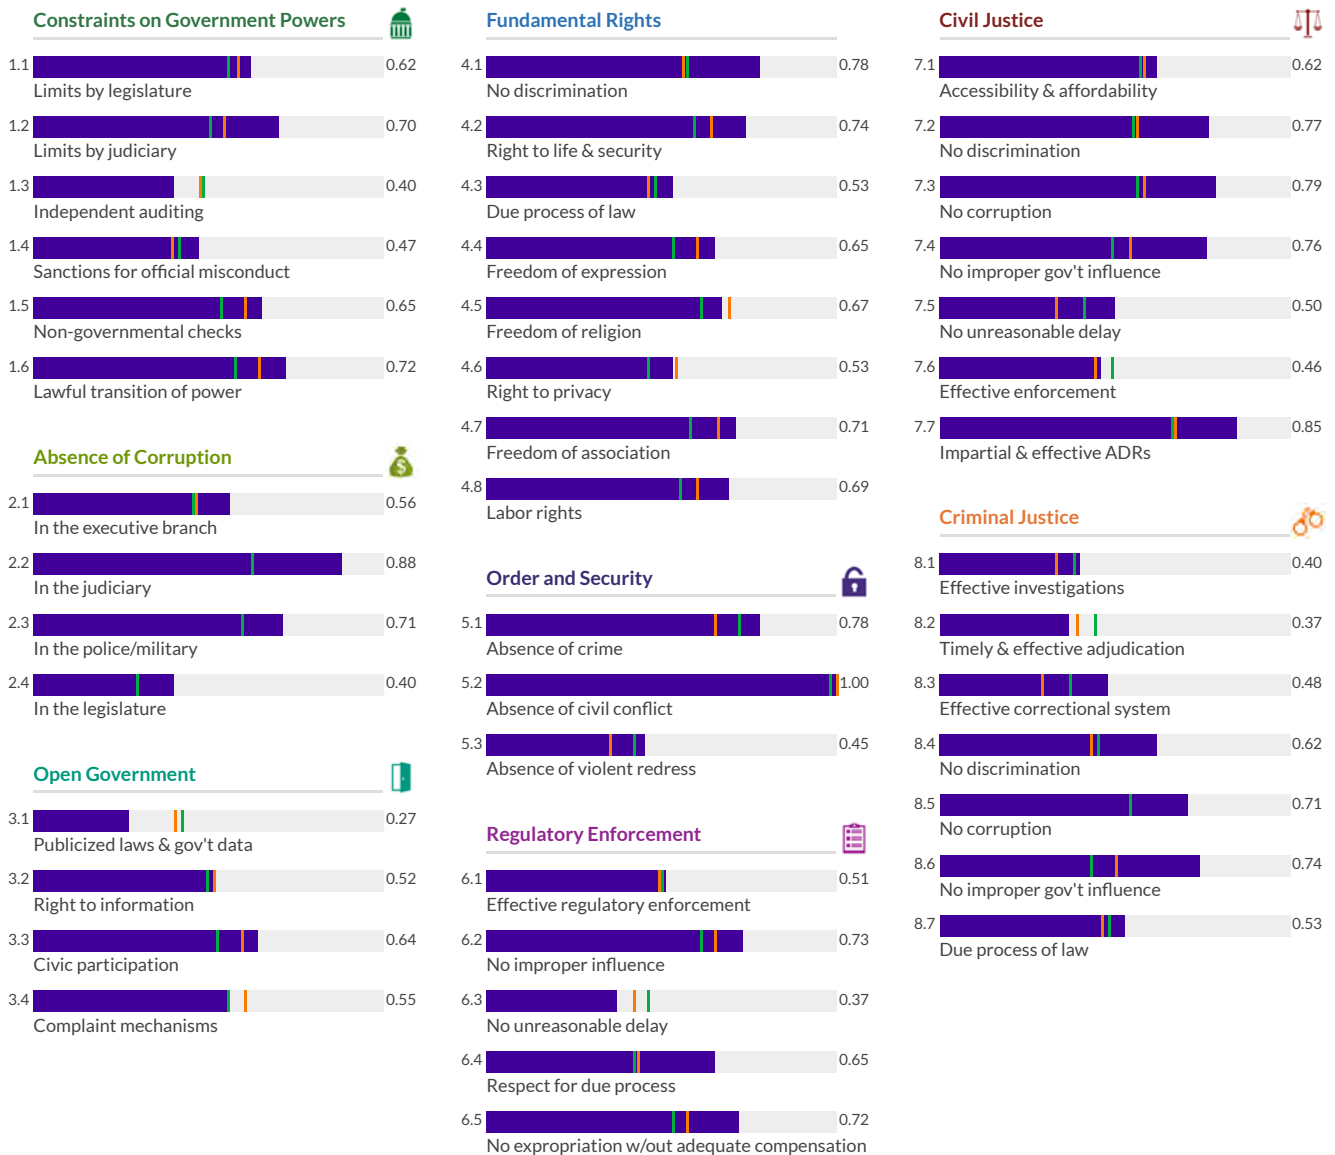 Constraints on Government Powers
1.1 0.62
Limits by legislature
1.2 0.70
Limits by judiciary
1.3 0.40
Independent auditing
1.4 0.47
Sanctions for official misconduct
1.5 0.65
Non-governmental checks
1.6 0.72
Lawful transition of power
Absence of Corruption
$
2.1 0.56
In the executive branch
2.2 0.88
In the judiciary
2.3 0.71
In the police/military
2.4 0.40
In the legislature
Open Government
3.1 0.27
Publicized laws & gov't data
3.2 0.52
Right to information
3.3 0.64
Civic participation
3.4 0.55
Complaint mechanisms
Fundamental Rights
4.1 0.78
No discrimination
4.2 0.74
Right to life & security
4.3 0.53
Due process of law
4.4 0.65
Freedom of expression
4.5 0.67
Freedom of religion
4.6 0.53
Right to privacy
4.7 0.71
Freedom of association
4.8 0.69
Labor rights
Order and Security
5.1 0.78
Absence of crime
5.2 1.00
Absence of civil conflict
5.3 0.45
Absence of violent redress
Regulatory Enforcement
6.1 0.51
Effective regulatory enforcement
6.2 0.73
No improper influence
6.3 0.37
No unreasonable delay
6.4 0.65
Respect for due process
6.5 0.72
No expropriation w/out adequate compensation
Civil Justice
7.1 0.62
Accessibility & affordability
7.2 0.77
No discrimination
7.3 0.79
No corruption
7.4 0.76
No improper gov't influence
7.5 0.50
No unreasonable delay
7.6 0.46
Effective enforcement
7.7 0.85
Impartial & effective ADRs
Criminal Justice
8.1 0.40
Effective investigations
8.2 0.37
Timely & effective adjudication
8.3 0.48
Effective correctional system
8.4 0.62
No discrimination
8.5 0.71
No corruption
8.6 0.74
No improper gov't influence
8.7 0.53
Due process of law